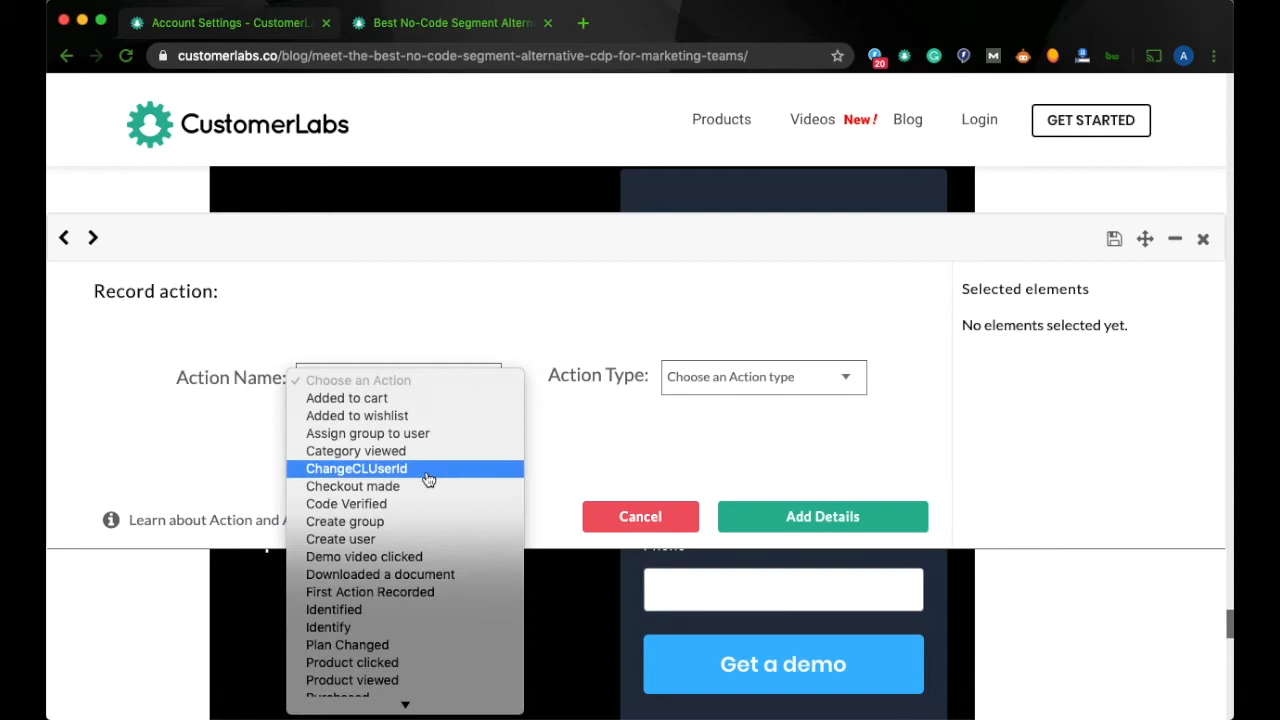 Account Settings - CustomerL
Best No-Code Segment Altern
customerlabs.co/blog/meet-the-best-no-code-segment-alternative-cdp-for-marketing-teams/
20
M
bw
A
CustomerLabs
Products
Videos New!
Blog
Login
GET STARTED
Record action:
Selected elements
No elements selected yet.
Action Name:
Action Type:
Choose an Action type
Choose an Action
Added to cart
Added to wishlist
Assign group to user
Category viewed
ChangeCLUserId
Checkout made
Code Verified
Create group
Create user
Demo video clicked
Downloaded a document
First Action Recorded
Identified
Identify
Plan Changed
Product clicked
Product viewed
Purchased
Learn about Action and A
Cancel
Add Details
Phone
Get a demo